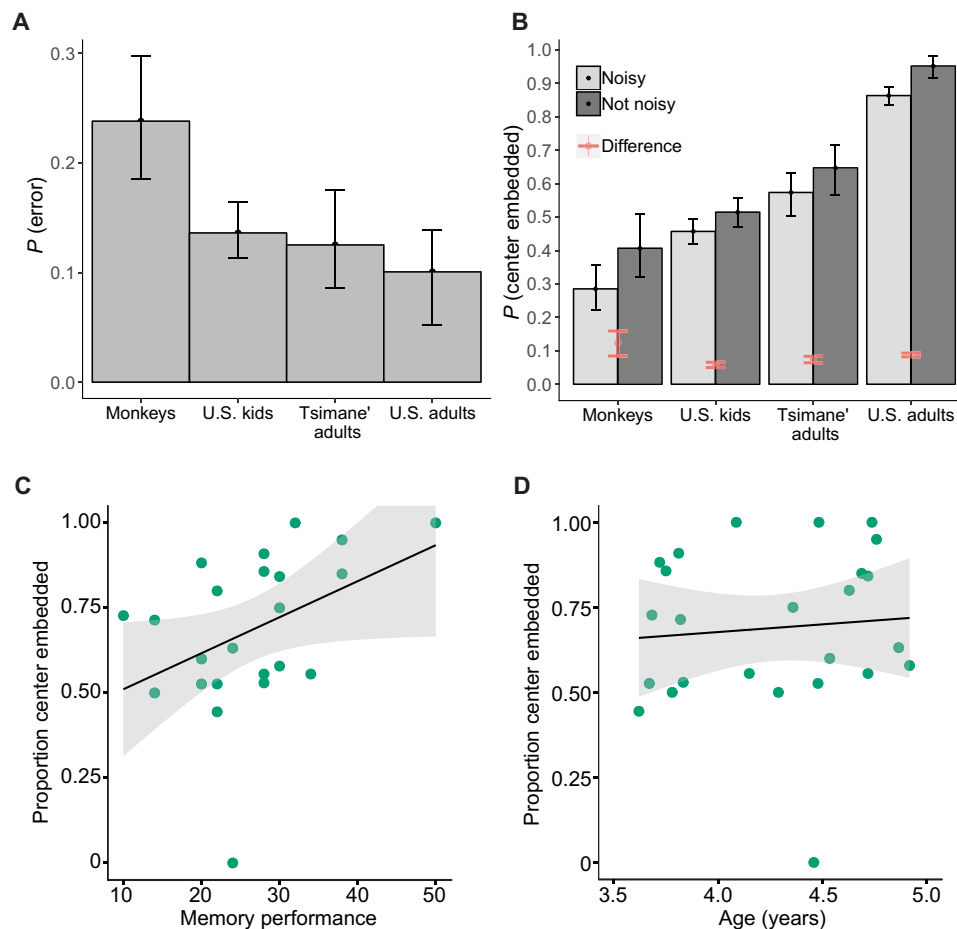 A
P (error)
0.3
0.2
0.1
0.0
Monkeys
U.S. kids
Tsimane'
adults
U.S. adults
B
P (center embedded)
1.0
0.9
0.8
0.7
0.6
0.5
0.4
0.3
0.2
0.1
0.0
Noisy
Not noisy
Difference
Monkeys
U.S. kids
Tsimane'
adults
U.S. adults
C
Proportion center embedded
1.00
0.75
0.50
0.25
0
10
20
30
40
50
Memory performance
D
Proportion center embedded
1.00
0.75
0.50
0.25
0
3.5
4.0
4.5
5.0
Age (years)